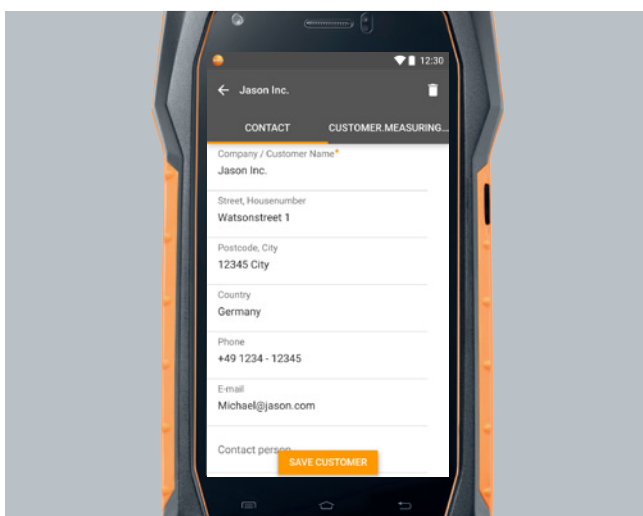 12:30
Jason Inc.
CONTACT CUSTOMER.MEASURING...
Company / Customer Name*
Jason Inc.
Street, Housenumber
Watsonstreet 1
Postcode, City
12345 City
Country
Germany
Phone
+49 1234 - 12345
E-mail
Michael@jason.com
Contact person
SAVE CUSTOMER